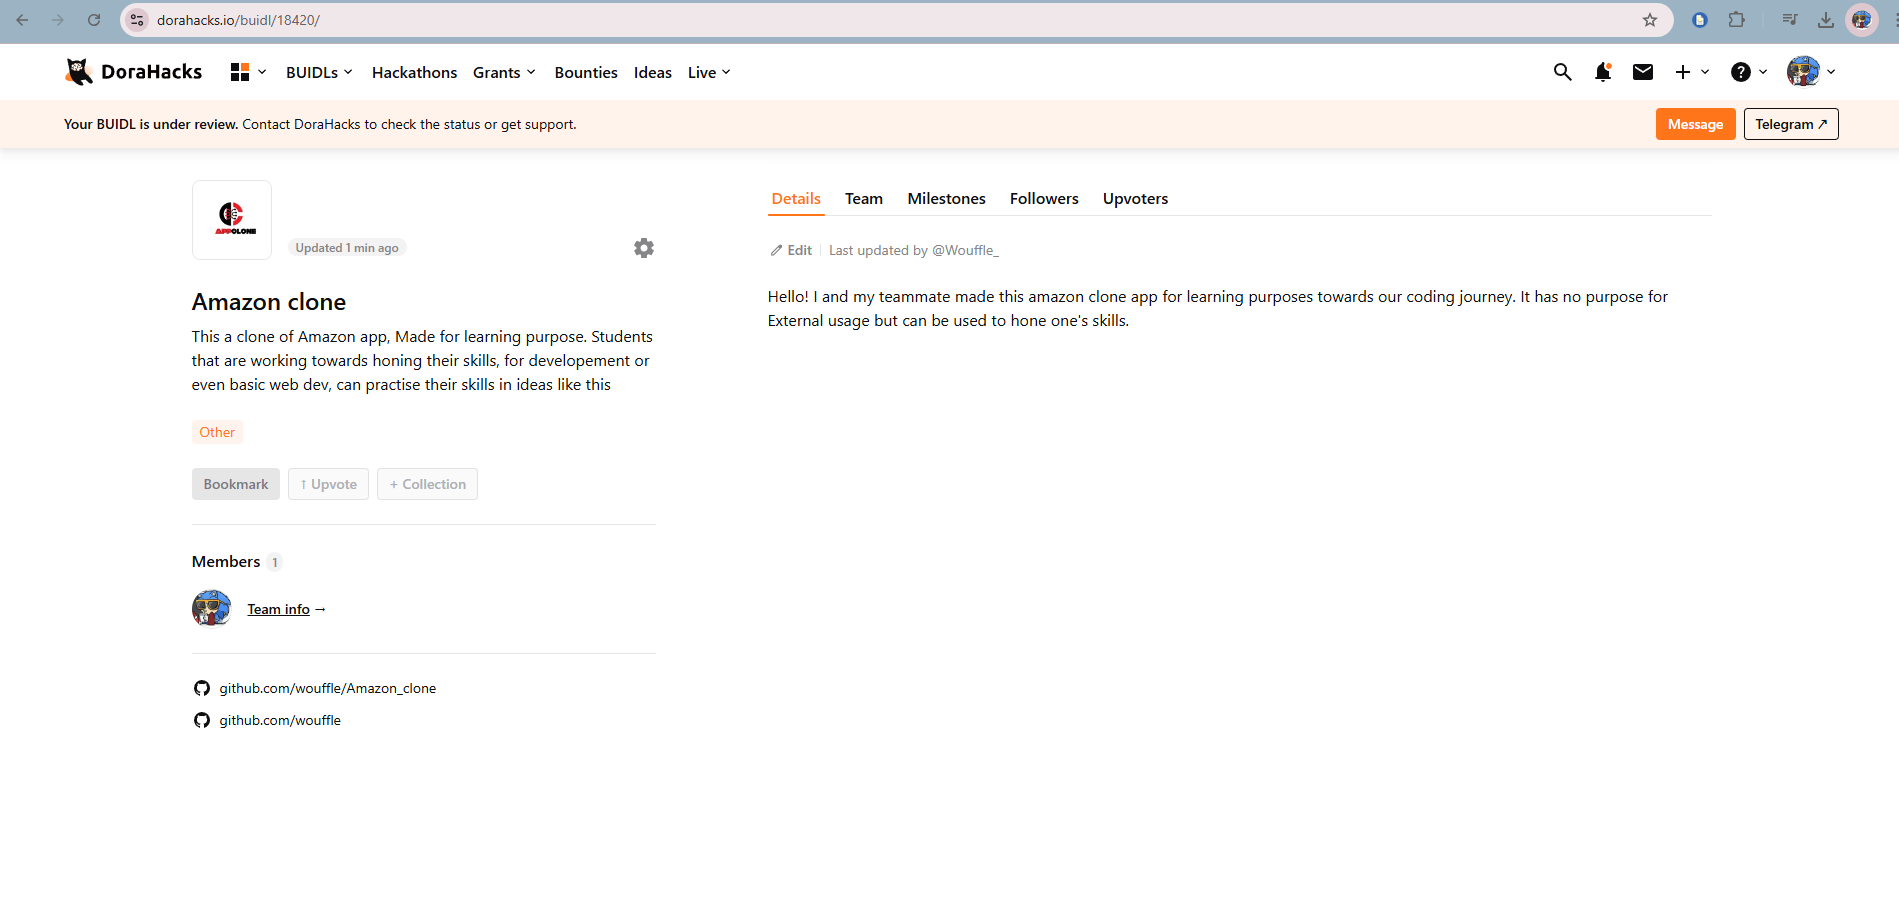 dorahacks.io/buidl/18420/
DoraHacks
BUIDLs
Hackathons
Grants
Bounties
Ideas
Live
Your BUIDL is under review. Contact DoraHacks to check the status or get support.
Message
Telegram ↗
APPCLONE
Updated 1 min ago
Amazon clone
This a clone of Amazon app, Made for learning purpose. Students
that are working towards honing their skills, for developement or
even basic web dev, can practise their skills in ideas like this
Other
Bookmark
↑ Upvote
+ Collection
Members 1
Team info →
github.com/wouffle/Amazon_clone
github.com/wouffle
Details
Team
Milestones
Followers
Upvoters
Edit
Last updated by @Wouffle_
Hello! I and my teammate made this amazon clone app for learning purposes towards our coding journey. It has no purpose for
External usage but can be used to hone one's skills.